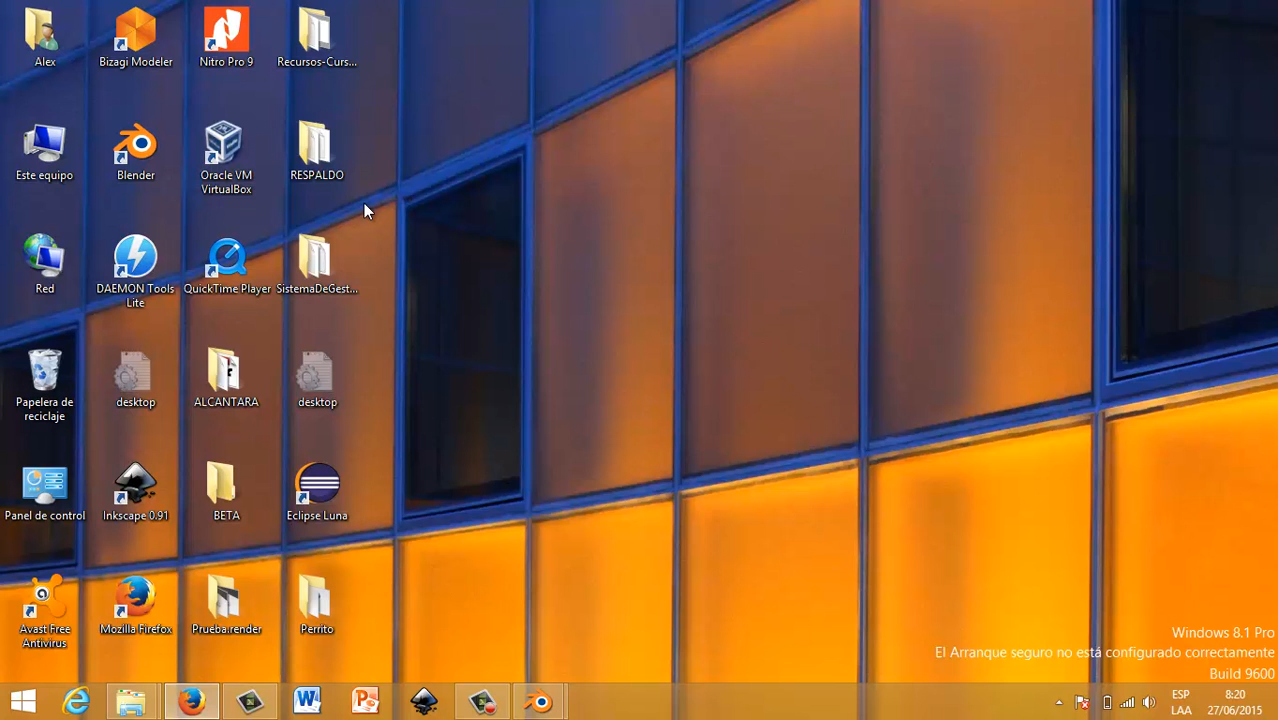 Alex
Bizagi Modeler
Nitro Pro 9
Recursos-Curs...
Este equipo
Blender
Oracle VM
VirtualBox
RESPALDO
Red
DAEMON Tools
Lite
QuickTime Player
SistemaDeGest...
Papelera de
reciclaje
desktop
ALCANTARA
desktop
Panel de control
Inkscape 0.91
BETA
Eclipse Luna
Avast Free
Antivirus
Mozilla Firefox
Prueba1render
Perrito
Windows 8.1 Pro
El Arranque seguro no está configurado correctamente
Build 9600
ESP
LAA
8:20
27/06/2015